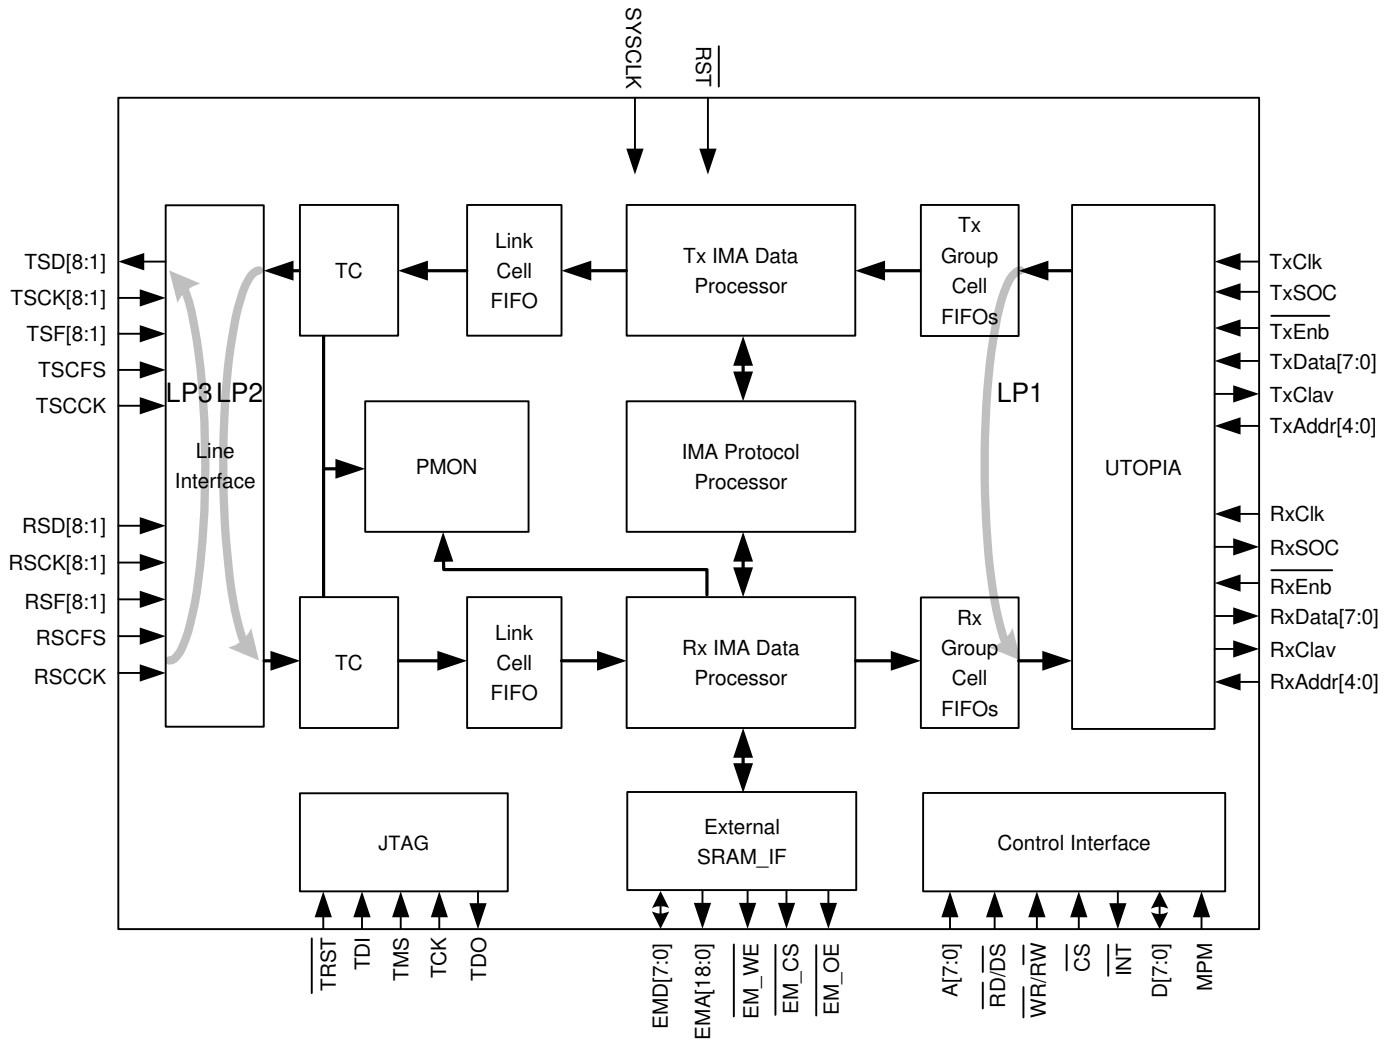 SYSCLK
RST
TSD[8:1]
TSCK[8:1]
TSF[8:1]
TSCFS
TSCCK
RSD[8:1]
RSCK[8:1]
RSF[8:1]
RSCFS
RSCCK
LP3
LP2
Line
Interface
TC
Link
Cell
FIFO
Tx IMA Data
Processor
Tx
Group
Cell
FIFOs
PMON
IMA Protocol
Processor
LP1
UTOPIA
TC
Link
Cell
FIFO
Rx IMA Data
Processor
Rx
Group
Cell
FIFOs
TxClk
TxSOC
TxEnb
TxData[7:0]
TxClav
TxAddr[4:0]
RxClk
RxSOC
RxEnb
RxData[7:0]
RxClav
RxAddr[4:0]
JTAG
External
SRAM_IF
Control Interface
TRST
TDI
TMS
TCK
TDO
EMD[7:0]
EMA[18:0]
EM_WE
EM_CS
EM_OE
A[7:0]
RD/DS
WR/RW
CS
INT
D[7:0]
MPM